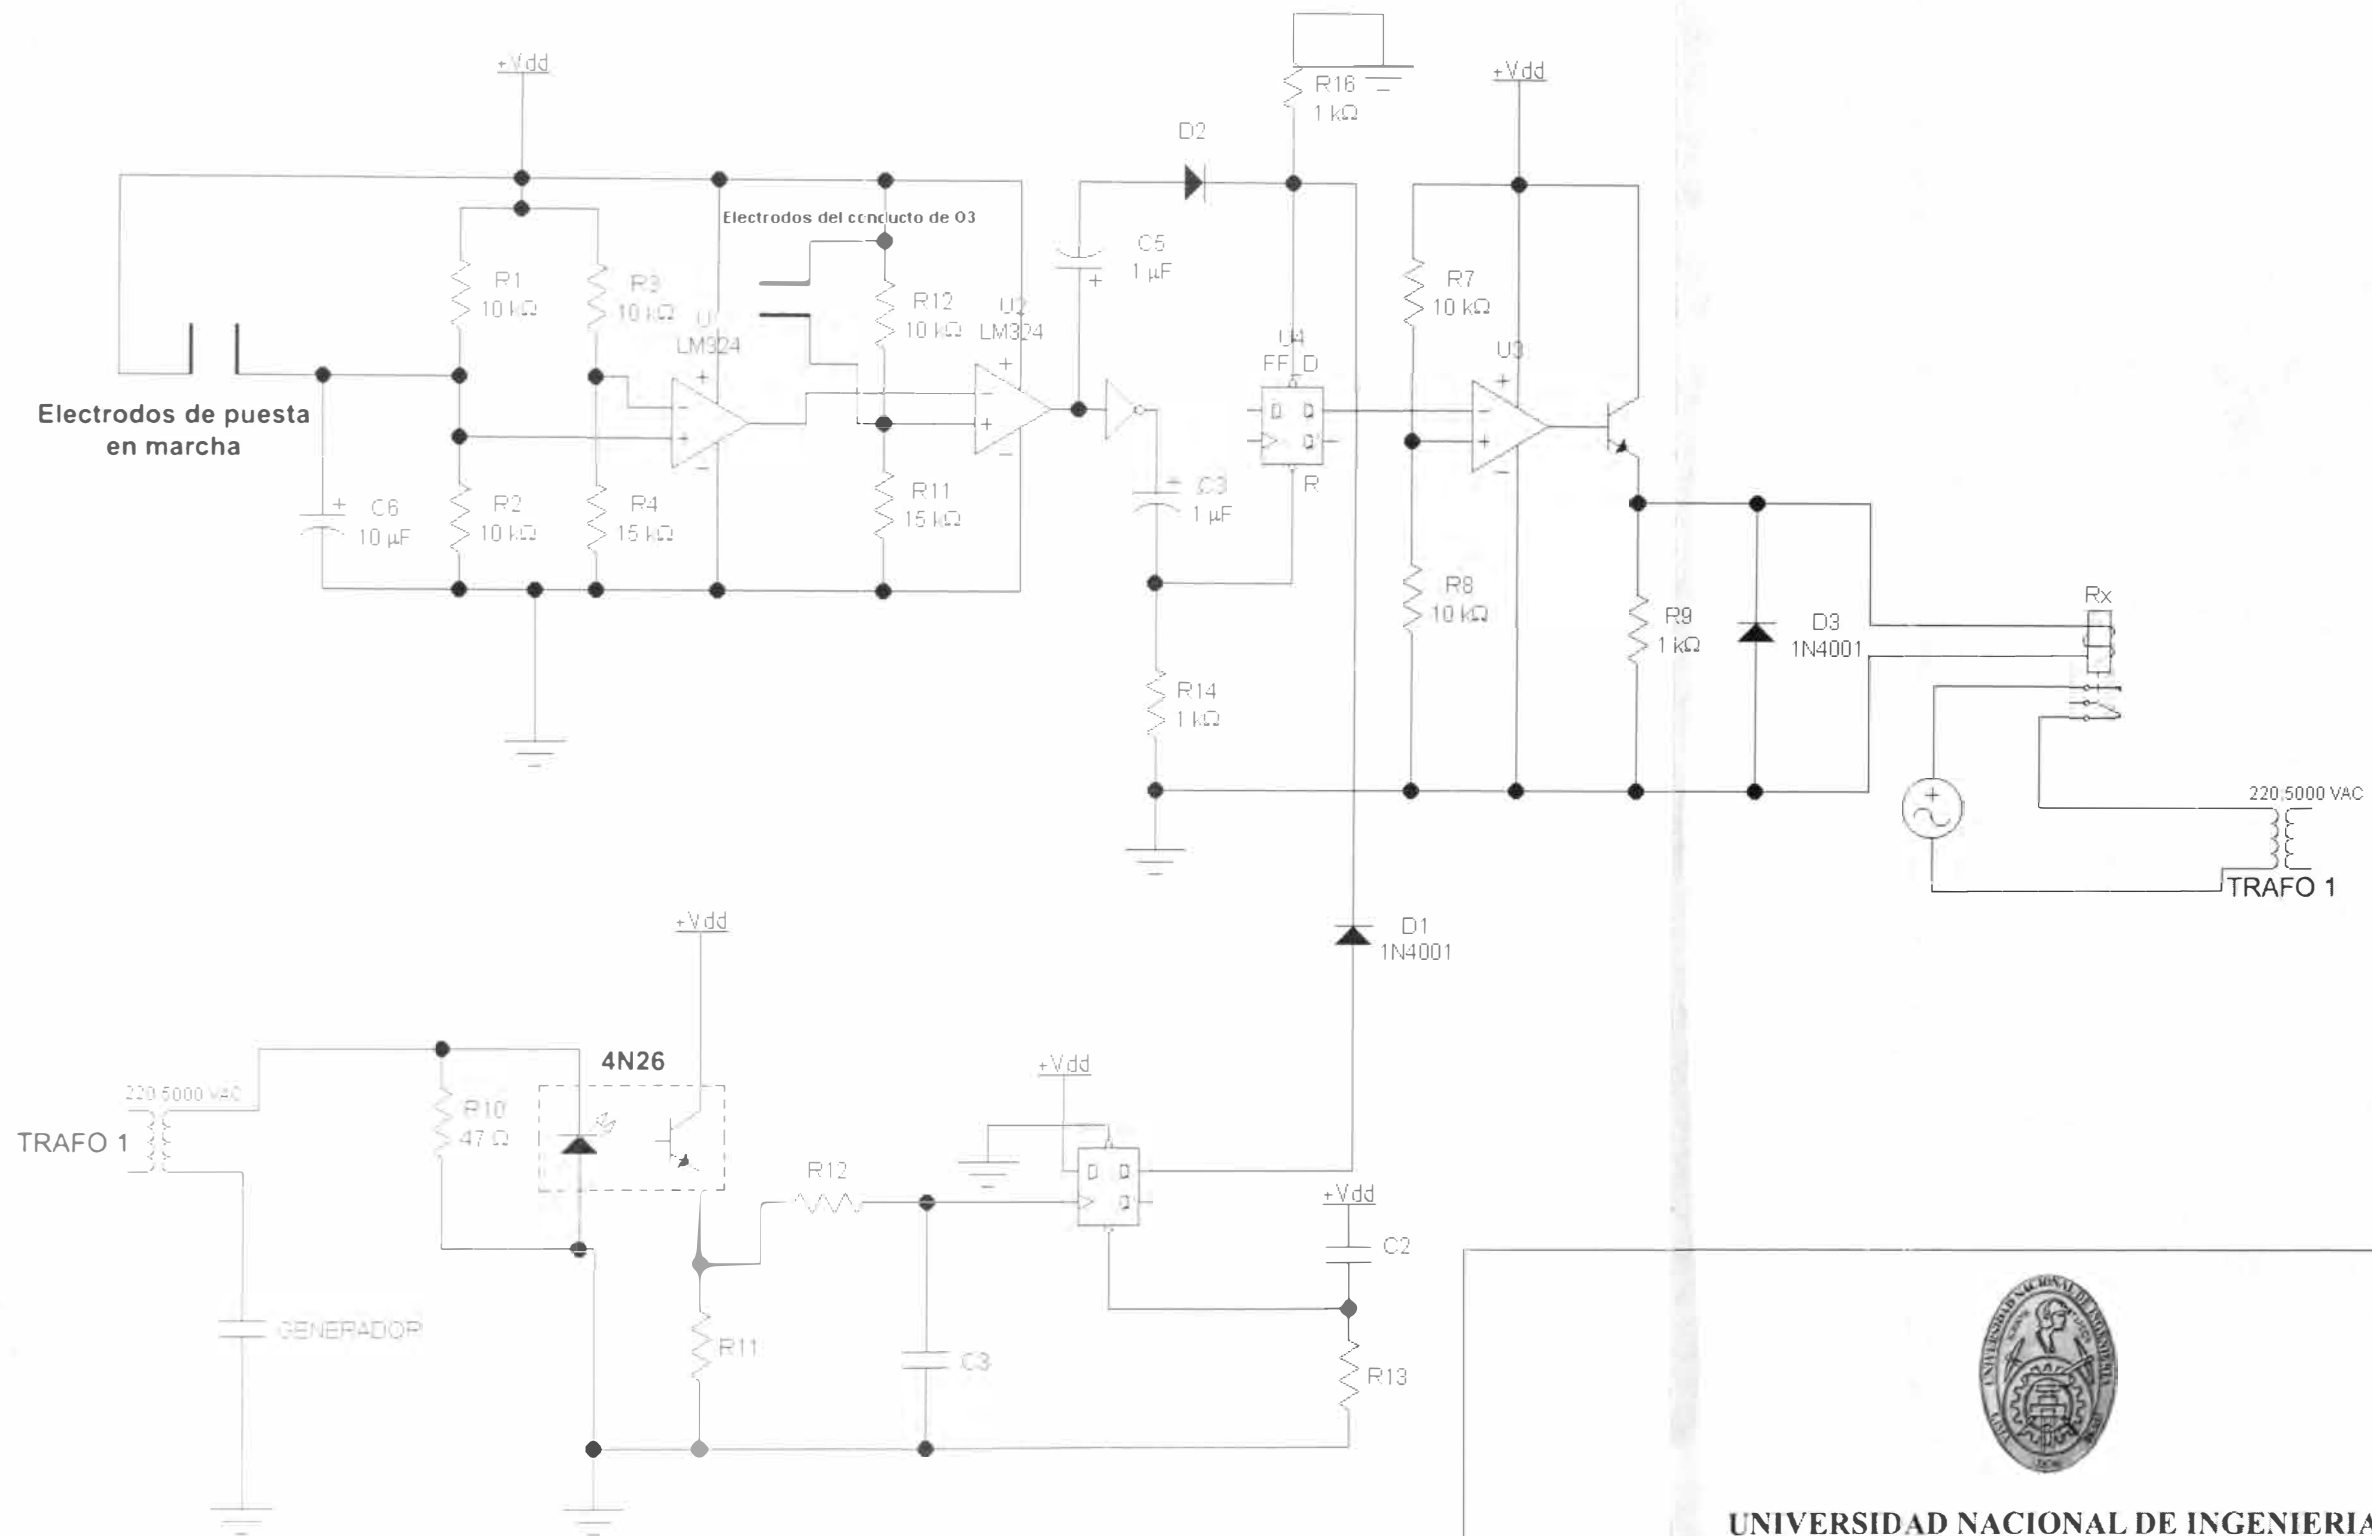 +Vdd
R16
1 kΩ
+Vdd
D2
Electrodos del conducto de O3
C5
1 µF
R1
10 kΩ
R3
10 kΩ
R12
10 kΩ
U2
LM324
R7
10 kΩ
U
LM324
U4
FF D
U3
Electrodos de puesta
en marcha
D Q
Q'
R
C6
10 µF
R2
10 kΩ
R4
15 kΩ
R11
15 kΩ
C3
1 µF
R8
10 kΩ
R9
1 kΩ
D3
1N4001
Rx
R14
1 kΩ
220,5000 VAC
TRAFO 1
+Vdd
D1
1N4001
4N26
+Vdd
220 5000 VAC
TRAFO 1
R10
47 Ω
R12
D Q
Q'
+Vdd
C2
GENERADOR
R11
C3
R13
UNIVERSIDAD NACIONAL DE INGENIERIA